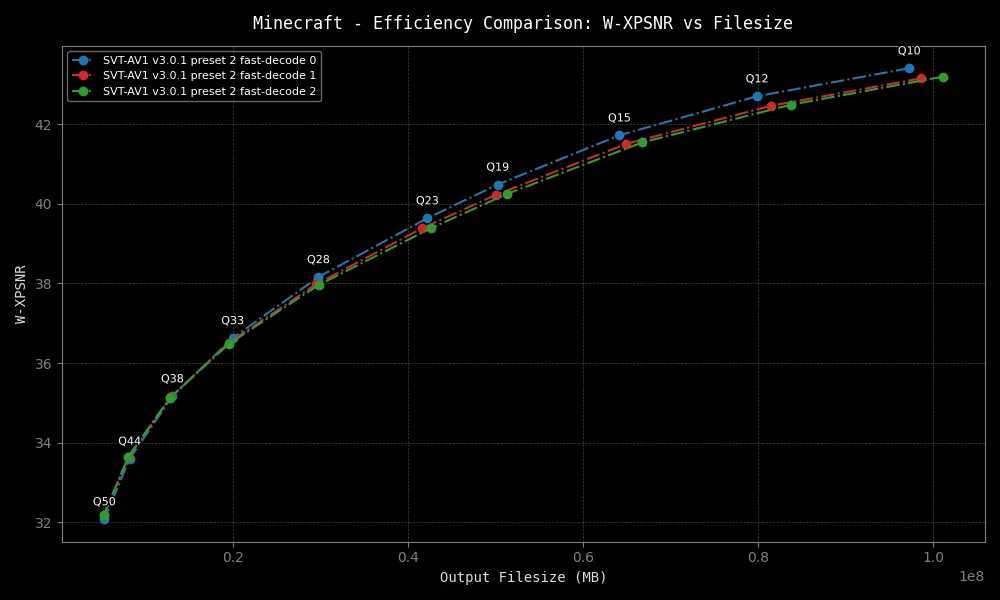 Minecraft - Efficiency Comparison: W-XPSNR vs Filesize
SVT-AV1 v3.0.1 preset 2 fast-decode 0
SVT-AV1 v3.0.1 preset 2 fast-decode 1
SVT-AV1 v3.0.1 preset 2 fast-decode 2
Q10
Q12
Q15
Q19
Q23
Q28
Q33
Q38
Q44
Q50
42
40
38
36
34
32
W-XPSNR
0.2 0.4 0.6 0.8 1.0
1e8
Output Filesize (MB)